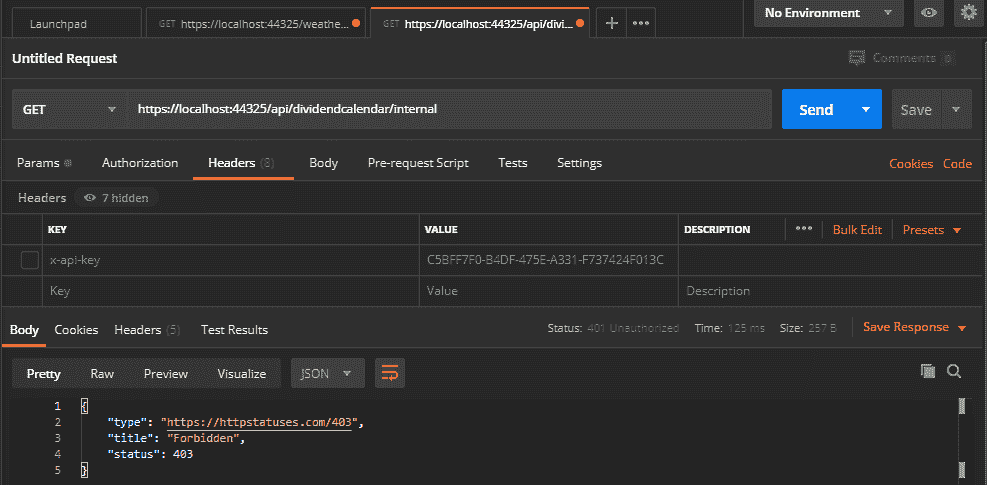 Launchpad GET https://localhost:44325/weathe... GET https://localhost:44325/api/divi... + ••• No Environment
Untitled Request Comments 0
GET https://localhost:44325/api/dividendcalendar/internal Send Save
Params Authorization Headers (8) Body Pre-request Script Tests Settings Cookies Code
Headers 7 hidden
KEY VALUE DESCRIPTION ••• Bulk Edit Presets
x-api-key C5BFF7F0-B4DF-475E-A331-F737424F013C
Key Value Description
Body Cookies Headers (5) Test Results Status: 401 Unauthorized Time: 125 ms Size: 257 B Save Response
Pretty Raw Preview Visualize JSON
1 {
2 "type": "https://httpstatuses.com/403",
3 "title": "Forbidden",
4 "status": 403
5 }